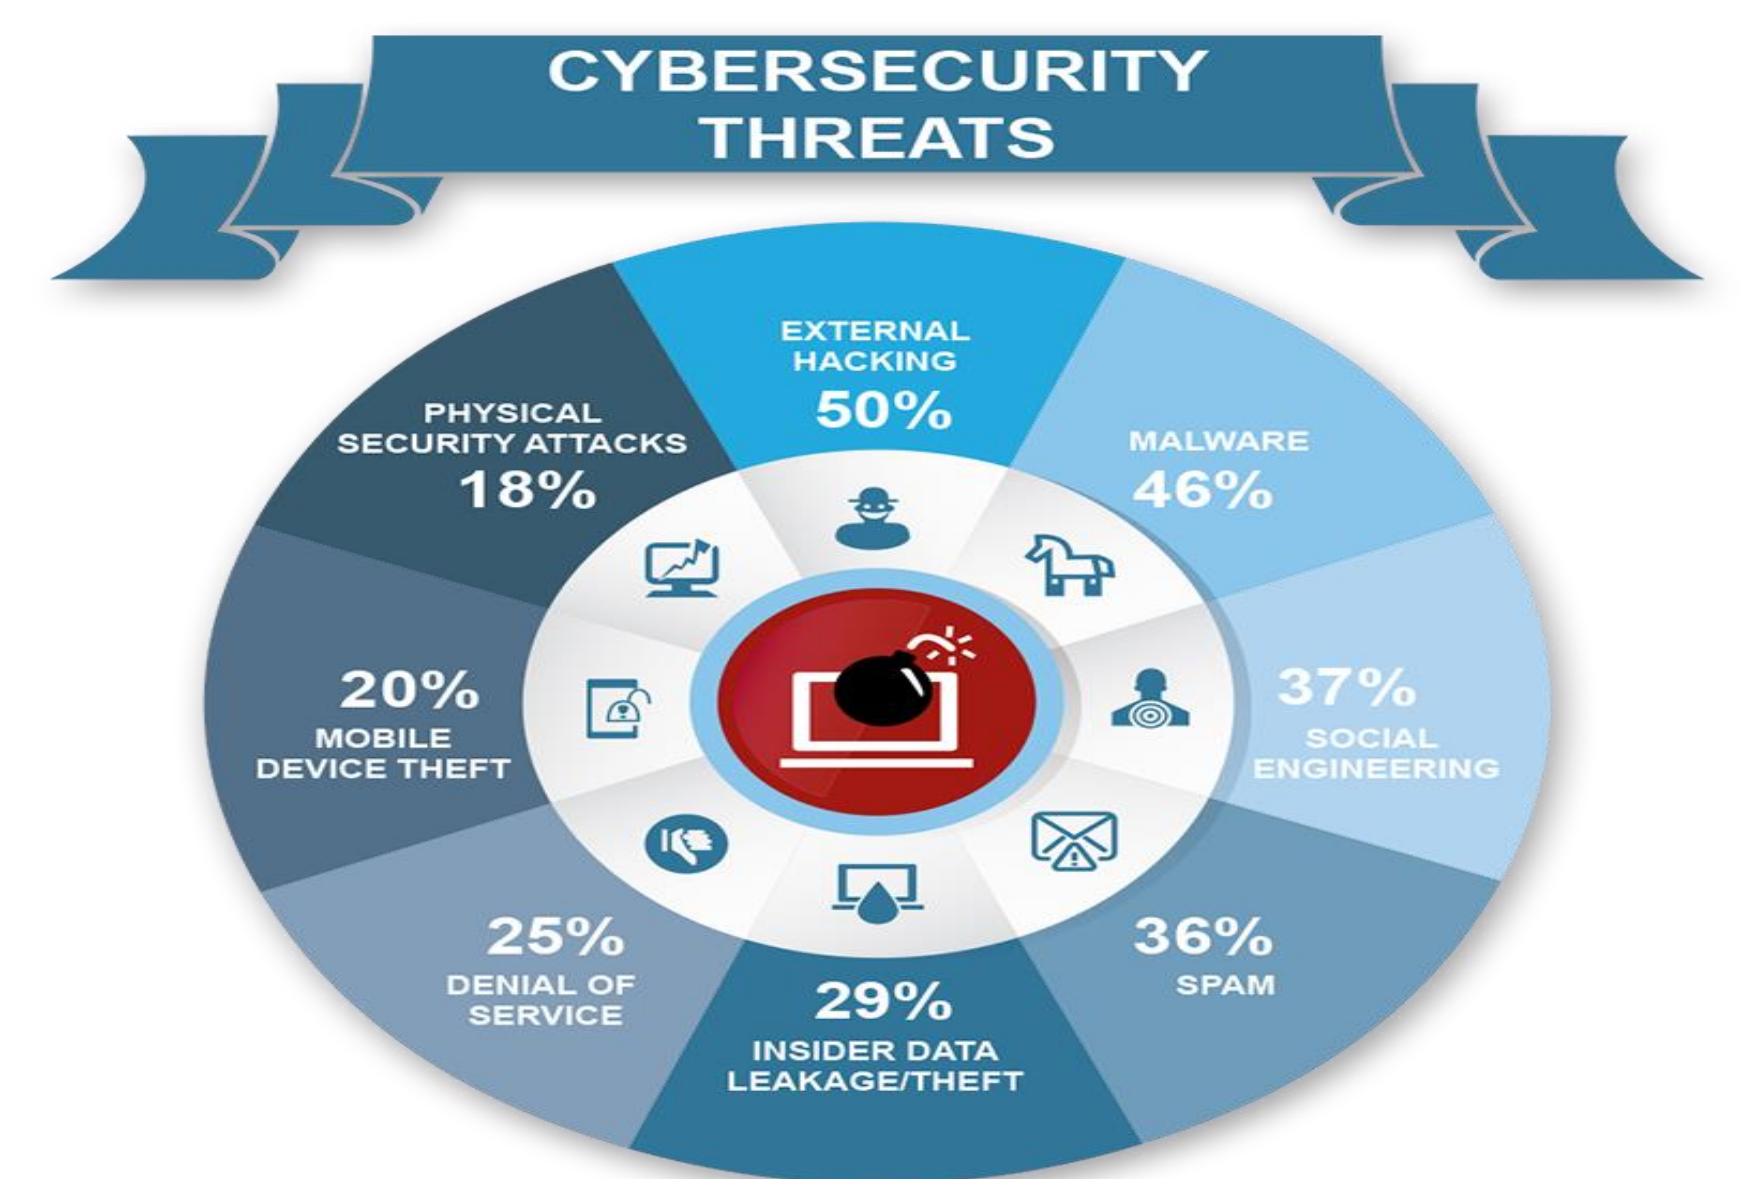 CYBERSECURITY
THREATS
EXTERNAL
HACKING
50%
MALWARE
46%
37%
SOCIAL
ENGINEERING
36%
SPAM
29%
INSIDER DATA
LEAKAGE/THEFT
25%
DENIAL OF
SERVICE
20%
MOBILE
DEVICE THEFT
PHYSICAL
SECURITY ATTACKS
18%